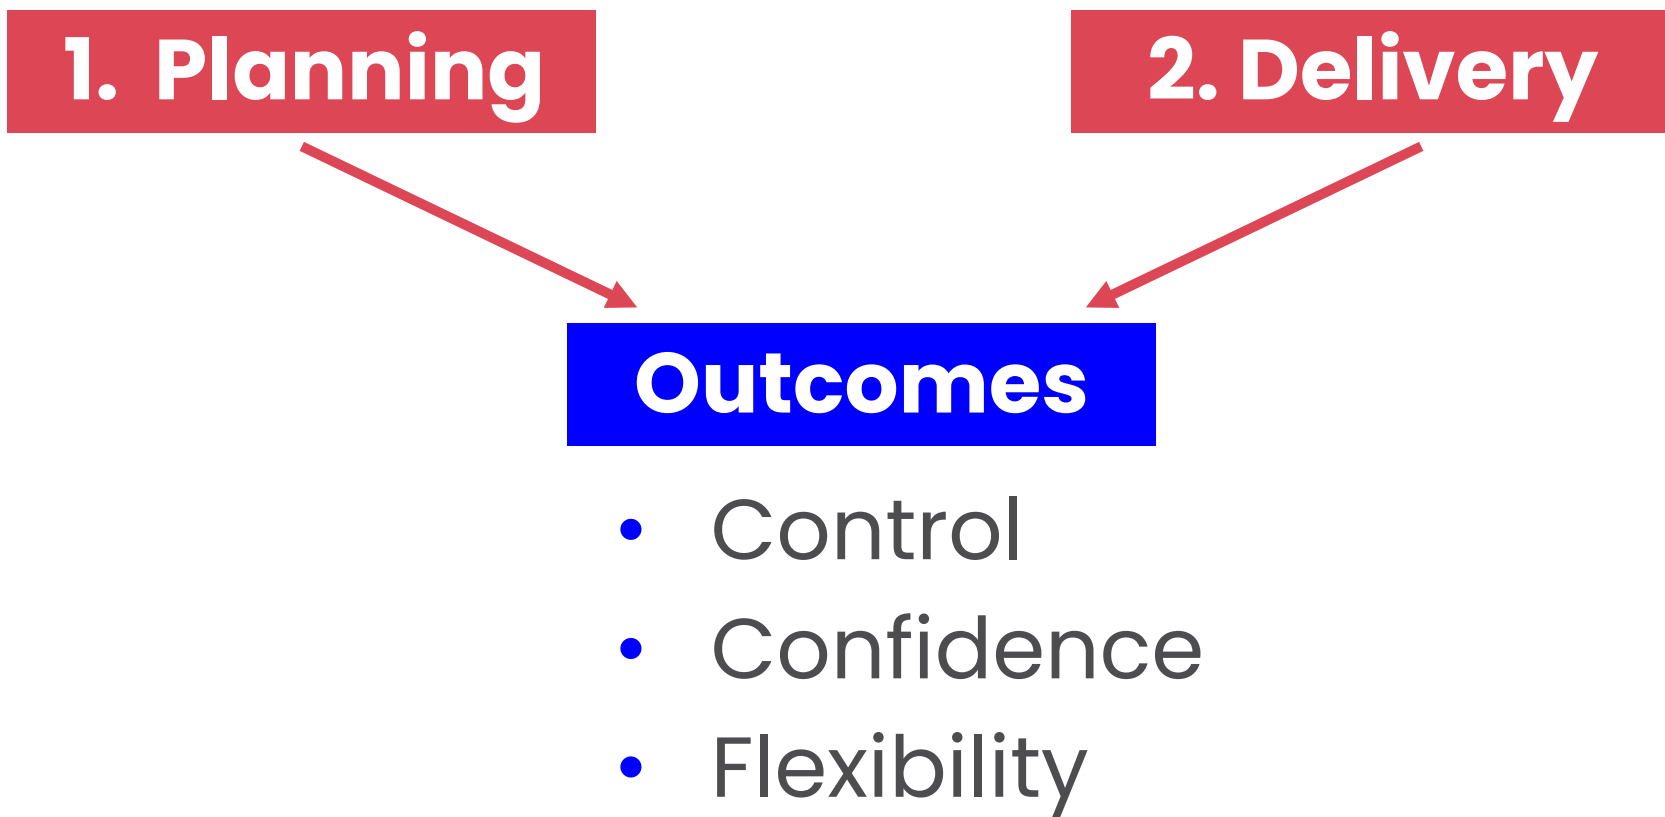 1. Planning
2. Delivery
Outcomes
• Control
• Confidence
• Flexibility